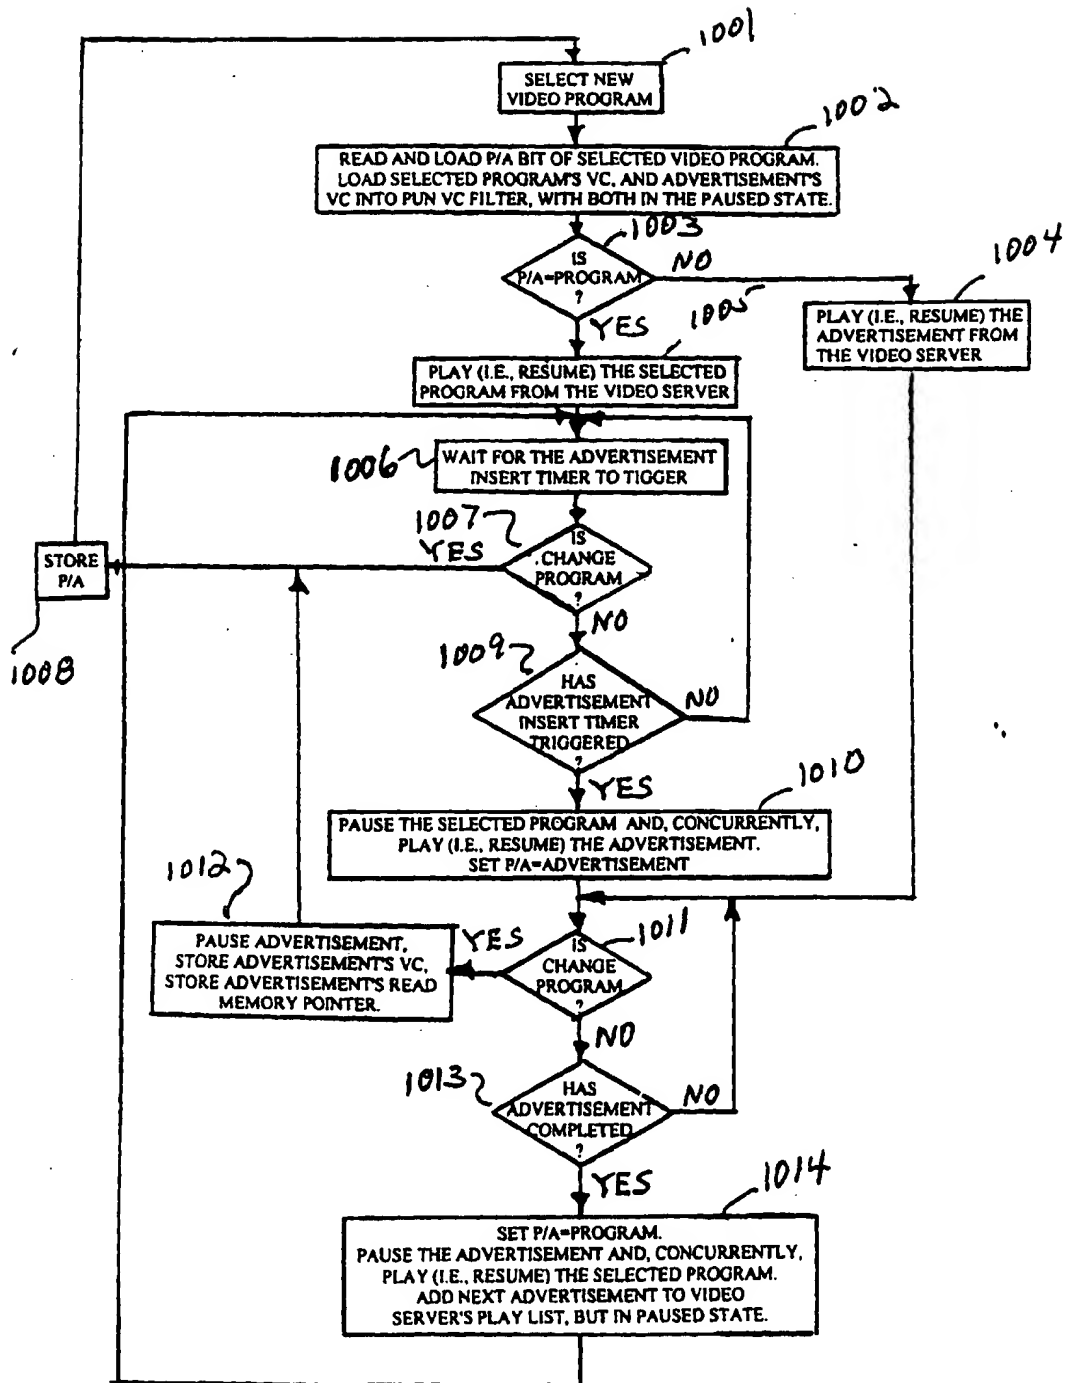 1001
SELECT NEW
VIDEO PROGRAM
1002
READ AND LOAD P/A BIT OF SELECTED VIDEO PROGRAM.
LOAD SELECTED PROGRAM'S VC, AND ADVERTISEMENT'S
VC INTO PUN VC FILTER, WITH BOTH IN THE PAUSED STATE.
1003
IS
P/A=PROGRAM
?
NO
1004
PLAY (I.E., RESUME) THE
ADVERTISEMENT FROM
THE VIDEO SERVER
YES
1005
PLAY (I.E., RESUME) THE SELECTED
PROGRAM FROM THE VIDEO SERVER
1006
WAIT FOR THE ADVERTISEMENT
INSERT TIMER TO TIGGER
1007
YES
IS
CHANGE
PROGRAM
?
STORE
P/A
1008
NO
1009
HAS
ADVERTISEMENT
INSERT TIMER
TRIGGERED
?
NO
YES
1010
PAUSE THE SELECTED PROGRAM AND, CONCURRENTLY,
PLAY (I.E., RESUME) THE ADVERTISEMENT.
SET P/A=ADVERTISEMENT
1012
PAUSE ADVERTISEMENT,
STORE ADVERTISEMENT'S VC,
STORE ADVERTISEMENT'S READ
MEMORY POINTER.
YES
1011
IS
CHANGE
PROGRAM
?
NO
1013
HAS
ADVERTISEMENT
COMPLETED
?
NO
YES
1014
SET P/A=PROGRAM.
PAUSE THE ADVERTISEMENT AND, CONCURRENTLY,
PLAY (I.E., RESUME) THE SELECTED PROGRAM.
ADD NEXT ADVERTISEMENT TO VIDEO
SERVER'S PLAY LIST, BUT IN PAUSED STATE.